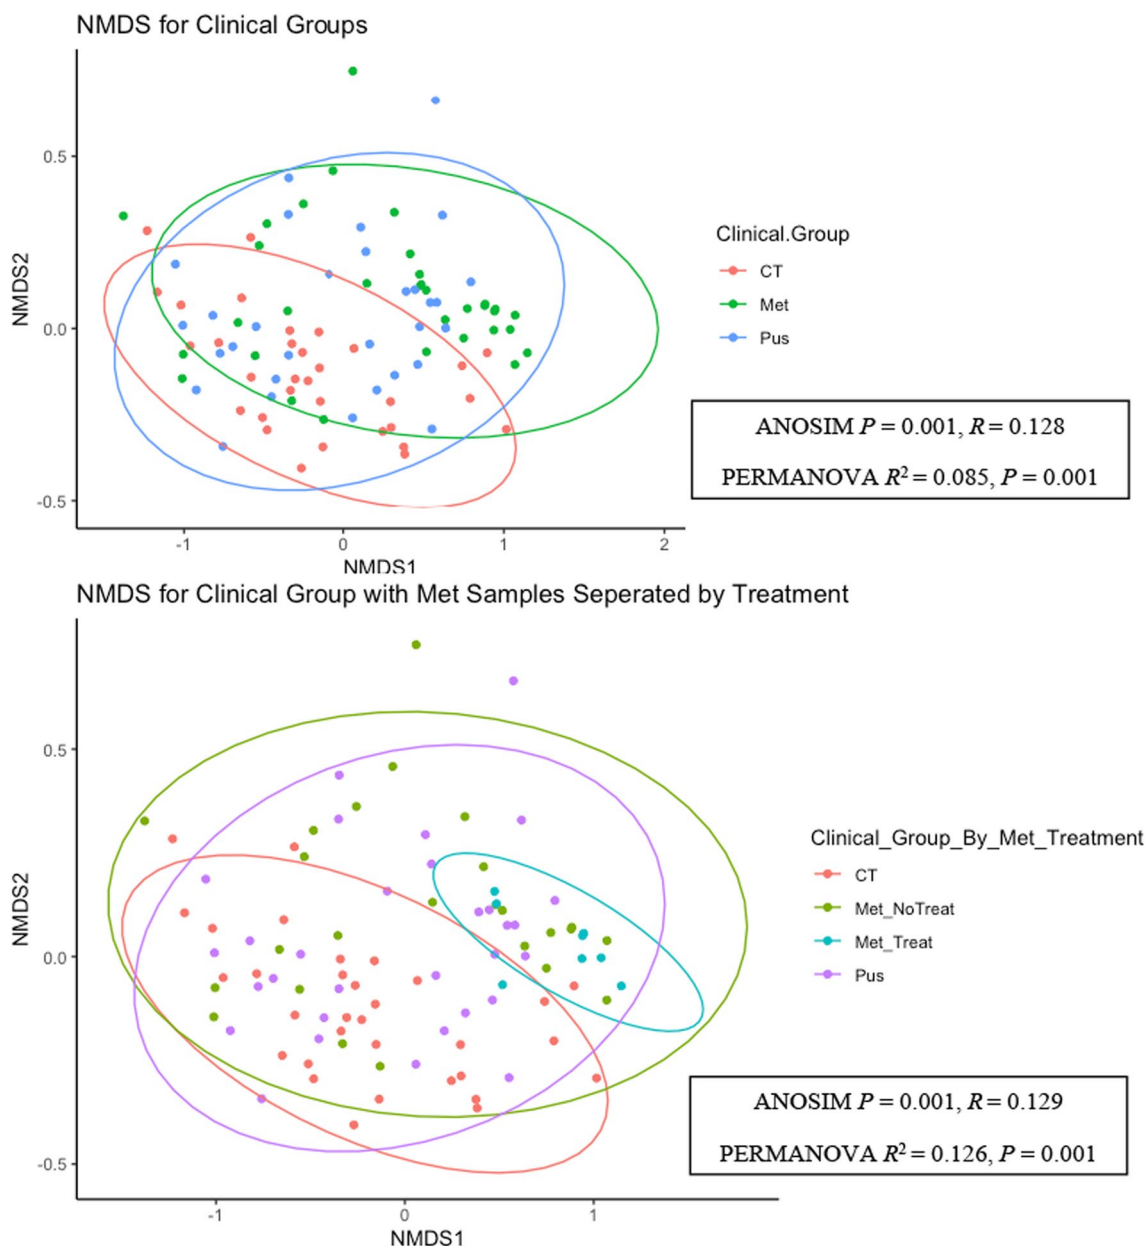 NMDS for Clinical Groups
0.5
0.0
-0.5
NMDS2
-1 0 1 2
NMDS1
Clinical.Group
CT
Met
Pus
ANOSIM P = 0.001, R = 0.128
PERMANOVA R² = 0.085, P = 0.001
NMDS for Clinical Group with Met Samples Seperated by Treatment
0.5
0.0
-0.5
NMDS2
-1 0 1
NMDS1
Clinical_Group_By_Met_Treatment
CT
Met_NoTreat
Met_Treat
Pus
ANOSIM P = 0.001, R = 0.129
PERMANOVA R² = 0.126, P = 0.001